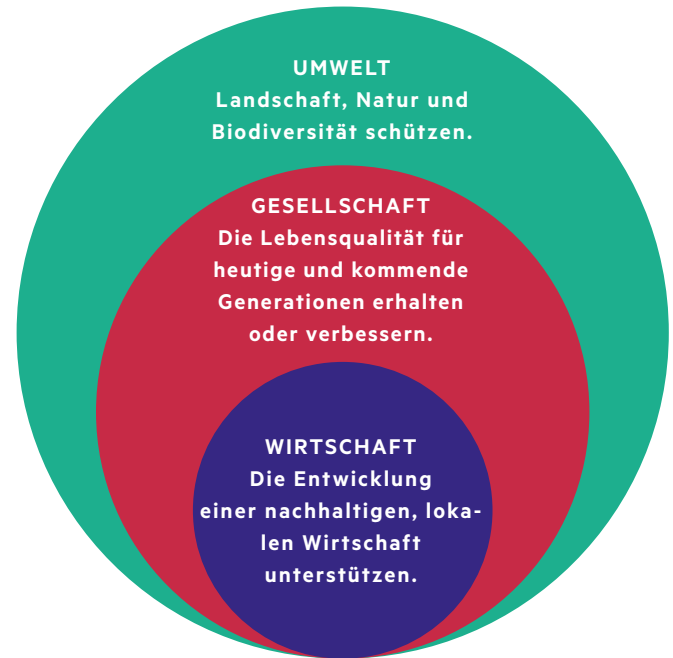 UMWELT
Landschaft, Natur und
Biodiversität schützen.
GESELLSCHAFT
Die Lebensqualität für
heutige und kommende
Generationen erhalten
oder verbessern.
WIRTSCHAFT
Die Entwicklung
einer nachhaltigen, loka-
len Wirtschaft
unterstützen.